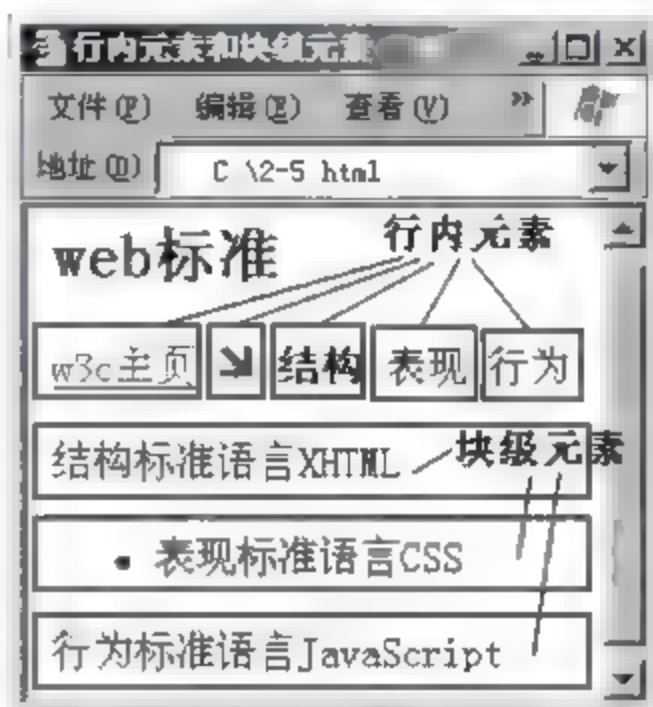 行内元素和块级元素
文件(F) 编辑(E) 查看(V) »
地址(D) C \2-5 html
web标准 行内元素
w3c主页 结构 表现 行为
结构标准语言XHTML 块级元素
• 表现标准语言CSS
行为标准语言JavaScript